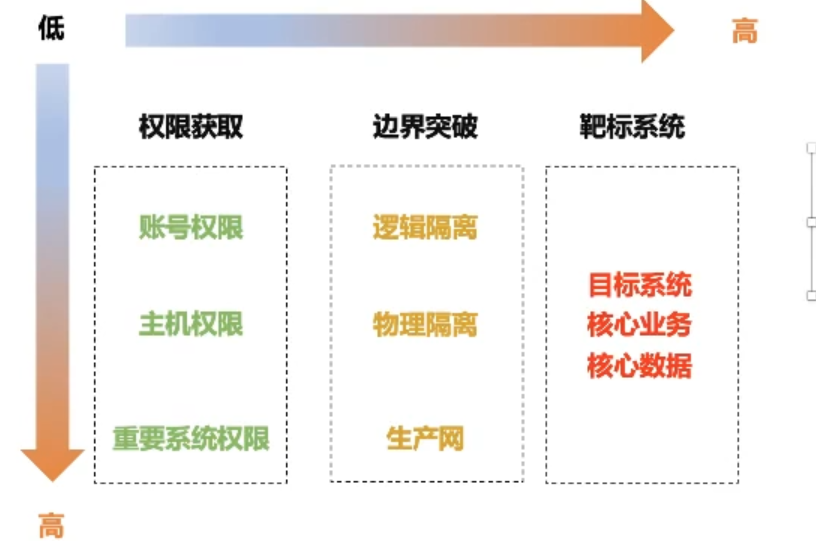 低
高
权限获取
边界突破
靶标系统
账号权限
逻辑隔离
目标系统
主机权限
物理隔离
核心业务
核心数据
重要系统权限
生产网
高